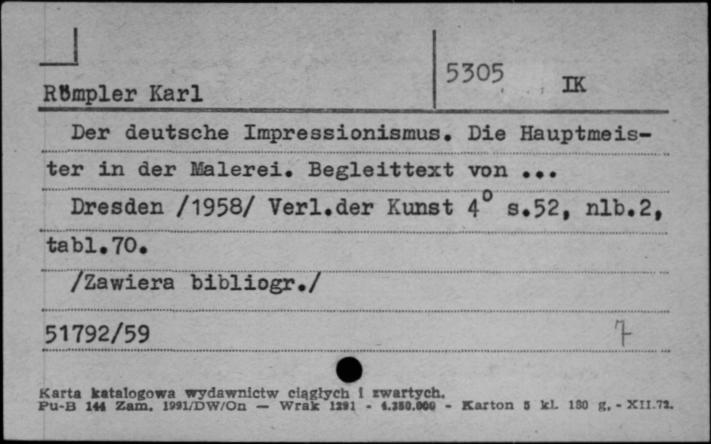 5305 IK
Römpler Karl
Der deutsche Impressionismus. Die Hauptmeis-
ter in der Malerei. Begleittext von ...
Dresden /1958/ Verl.der Kunst 4° s.52, nlb.2,
tabl.70.
/Zawiera bibliogr./
51792/59 7
Karta katalogowa wydawnictw ciągłych i zwartych.
Pu-B 144 Zam. 1991/DW/On — Wrak 1291 - 4.350.000 - Karton 5 kl. 180 g. - XII.72.